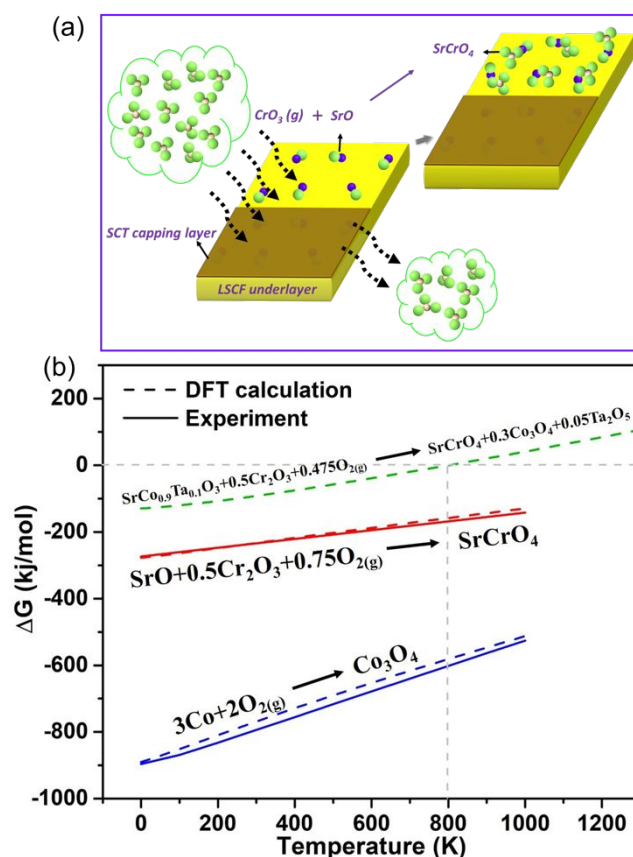 (a)
SrCrO4
CrO3 (g) + SrO
SCT capping layer
LSCF underlayer
(b)
200
0
-200
-400
-600
-800
-1000
ΔG (kj/mol)
DFT calculation
Experiment
SrCo0.9Ta0.1O3+0.5Cr2O3+0.475O2(g)
SrCrO4+0.3Co3O4+0.05Ta2O5
SrO+0.5Cr2O3+0.75O2(g)
SrCrO4
3Co+2O2(g)
Co3O4
0 200 400 600 800 1000 1200
Temperature (K)